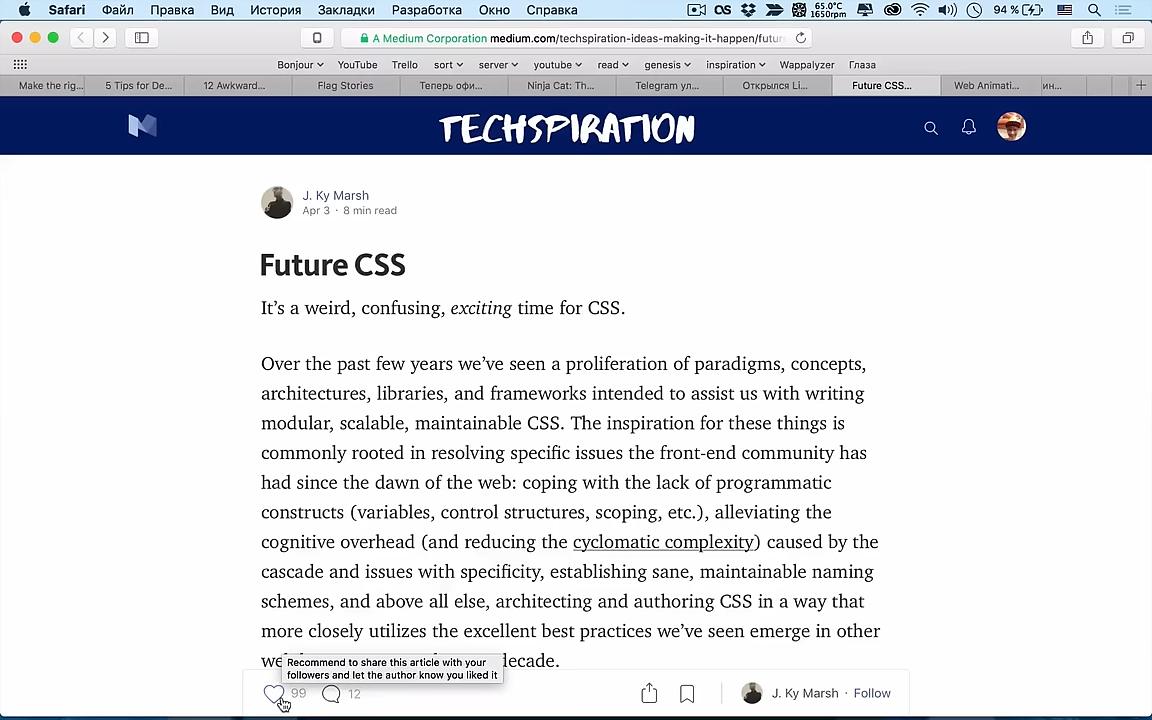 Safari Файл Правка Вид История Закладки Разработка Окно Справка 65.0°C 1650rpm 94 %
A Medium Corporation medium.com/techspiration-ideas-making-it-happen/futur
Bonjour YouTube Trello sort server youtube read genesis inspiration Wappalyzer Глаза
Make the rig... 5 Tips for De... 12 Awkward... Flag Stories Теперь офи... Ninja Cat: Th... Telegram ул... Открылся Li... Future CSS... Web Animati... ин...
TECHSPIRATION
J. Ky Marsh
Apr 3 · 8 min read
Future CSS
It’s a weird, confusing, exciting time for CSS.
Over the past few years we’ve seen a proliferation of paradigms, concepts,
architectures, libraries, and frameworks intended to assist us with writing
modular, scalable, maintainable CSS. The inspiration for these things is
commonly rooted in resolving specific issues the front-end community has
had since the dawn of the web: coping with the lack of programmatic
constructs (variables, control structures, scoping, etc.), alleviating the
cognitive overhead (and reducing the cyclomatic complexity) caused by the
cascade and issues with specificity, establishing sane, maintainable naming
schemes, and above all else, architecting and authoring CSS in a way that
more closely utilizes the excellent best practices we’ve seen emerge in other
decade.
Recommend to share this article with your
followers and let the author know you liked it
99 12 J. Ky Marsh · Follow